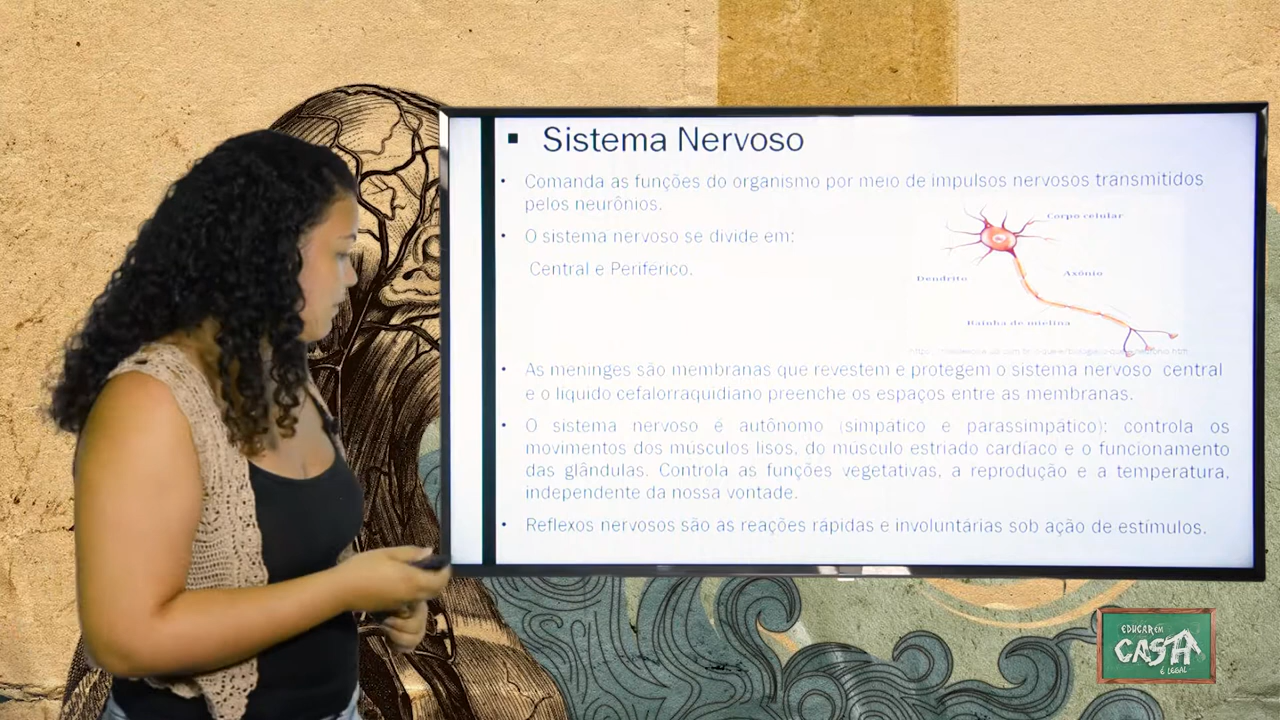 Sistema Nervoso
Comanda as funções do organismo por meio de impulsos nervosos transmitidos
pelos neurônios.
Corpo celular
O sistema nervoso se divide em:
Central e Periférico.
Dendrito
Axônio
Bainha de mielina
As meninges são membranas que revestem e protegem o sistema nervoso central
e o líquido cefalorraquidiano preenche os espaços entre as membranas.
O sistema nervoso é autônomo (simpático e parassimpático): controla os
movimentos dos músculos lisos, do músculo estriado cardíaco e o funcionamento
das glândulas. Controla as funções vegetativas, a reprodução e a temperatura,
independente da nossa vontade.
Reflexos nervosos são as reações rápidas e involuntárias sob ação de estímulos.
EDUCAR EM
CASA
É LEGAL